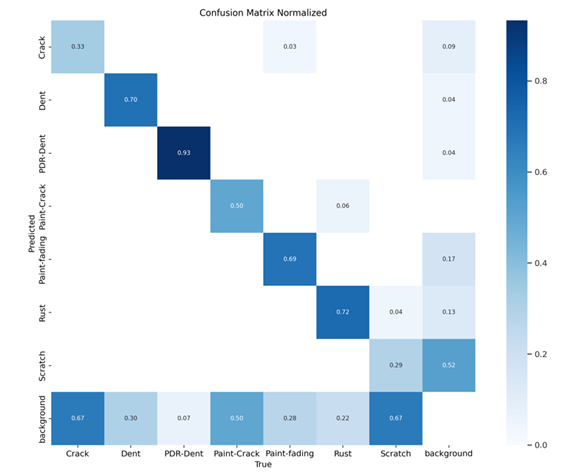 Confusion Matrix Normalized
Crack 0.33 0.03 0.09
Dent 0.70 0.04
PDR-Dent 0.93 0.04
Paint-Crack 0.50 0.06
Paint-fading 0.69 0.17
Rust 0.72 0.04 0.13
Scratch 0.29 0.52
background 0.67 0.30 0.07 0.50 0.28 0.22 0.67
Crack Dent PDR-Dent Paint-Crack Paint-fading Rust Scratch background
True
Predicted
0.8
0.6
0.4
0.2
0.0